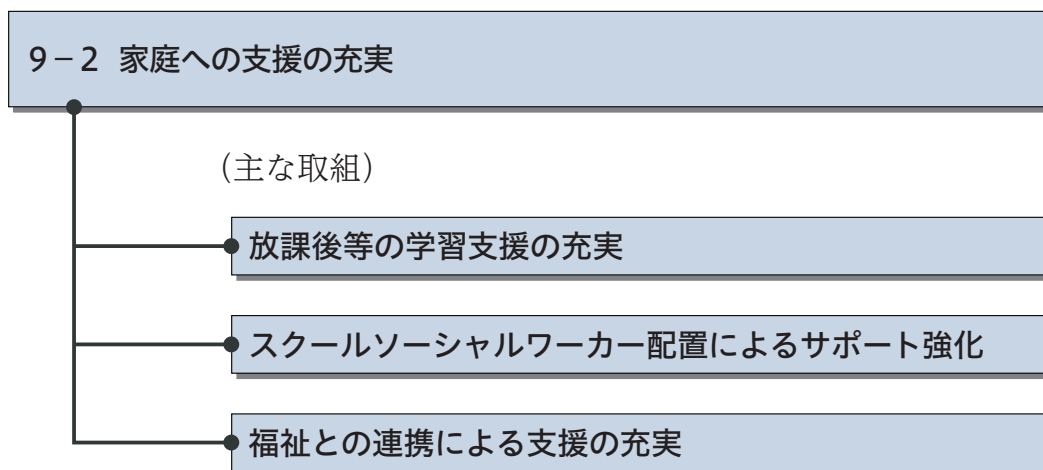 9－2 家庭への支援の充実
（主な取組）
放課後等の学習支援の充実
スクールソーシャルワーカー配置によるサポート強化
福祉との連携による支援の充実